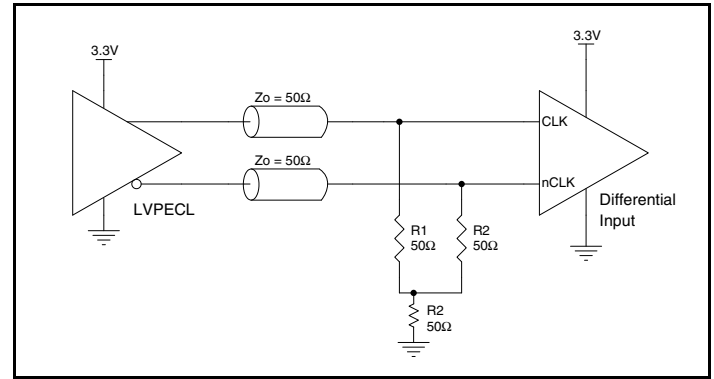 3.3V
3.3V
Zo = 50Ω
CLK
Zo = 50Ω
nCLK
LVPECL
Differential
Input
R1
50Ω
R2
50Ω
R2
50Ω